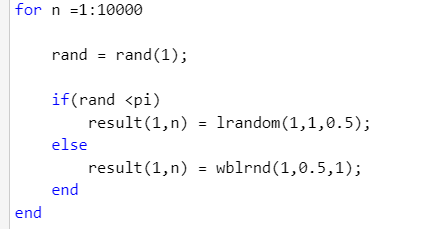 for n =1:10000
rand = rand(1);
if(rand <pi)
result(1,n) = lrandom(1,1,0.5);
else
result(1,n) = wblrnd(1,0.5,1);
end
end